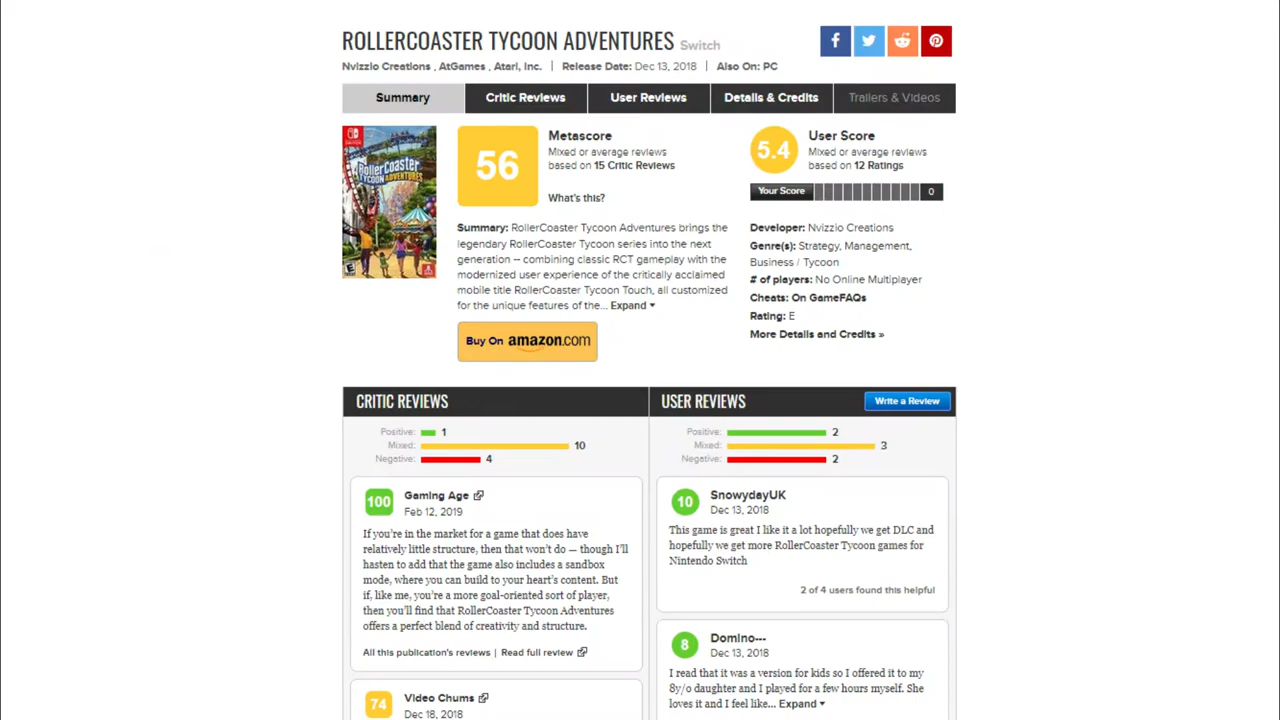 ROLLERCOASTER TYCOON ADVENTURES Switch
Nvizzio Creations , AtGames , Atari, Inc. | Release Date: Dec 13, 2018 | Also On: PC
Summary Critic Reviews User Reviews Details & Credits Trailers & Videos
RollerCoaster
TYCOON ADVENTURES
56
Metascore
Mixed or average reviews
based on 15 Critic Reviews
What's this?
Summary: RollerCoaster Tycoon Adventures brings the
legendary RollerCoaster Tycoon series into the next
generation -- combining classic RCT gameplay with the
modernized user experience of the critically acclaimed
mobile title RollerCoaster Tycoon Touch, all customized
for the unique features of the... Expand
Buy On amazon.com
5.4
User Score
Mixed or average reviews
based on 12 Ratings
Your Score 0
Developer: Nvizzio Creations
Genre(s): Strategy, Management,
Business / Tycoon
# of players: No Online Multiplayer
Cheats: On GameFAQs
Rating: E
More Details and Credits »
CRITIC REVIEWS
Positive: 1
Mixed: 10
Negative: 4
100
Gaming Age
Feb 12, 2019
If you're in the market for a game that does have
relatively little structure, then that won't do — though I'll
hasten to add that the game also includes a sandbox
mode, where you can build to your heart's content. But
if, like me, you're a more goal-oriented sort of player,
then you'll find that RollerCoaster Tycoon Adventures
offers a perfect blend of creativity and structure.
All this publication's reviews | Read full review
74
Video Chums
Dec 18, 2018
USER REVIEWS
Write a Review
Positive: 2
Mixed: 3
Negative: 2
10
SnowydayUK
Dec 13, 2018
This game is great I like it a lot hopefully we get DLC and
hopefully we get more RollerCoaster Tycoon games for
Nintendo Switch
2 of 4 users found this helpful
8
Domino---
Dec 13, 2018
I read that it was a version for kids so I offered it to my
8y/o daughter and I played for a few hours myself. She
loves it and I feel like... Expand